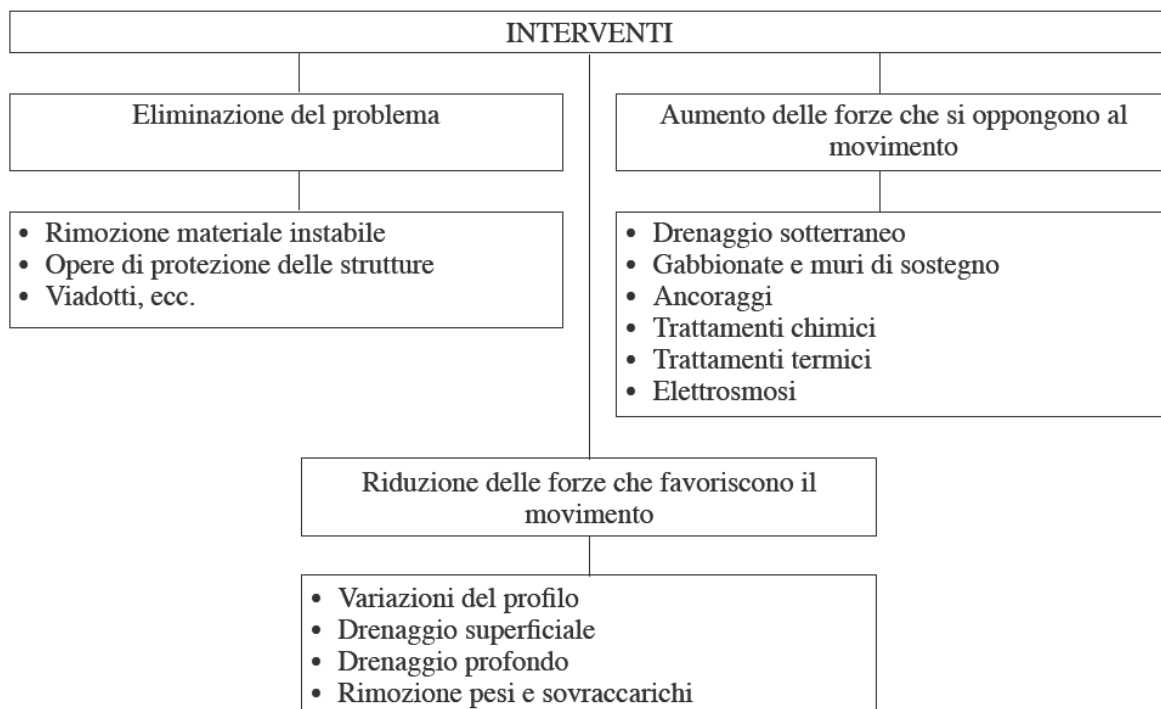 INTERVENTI
Eliminazione del problema
Aumento delle forze che si oppongono al
movimento
• Rimozione materiale instabile
• Opere di protezione delle strutture
• Viadotti, ecc.
• Drenaggio sotterraneo
• Gabbionate e muri di sostegno
• Ancoraggi
• Trattamenti chimici
• Trattamenti termici
• Elettrosmosi
Riduzione delle forze che favoriscono il
movimento
• Variazioni del profilo
• Drenaggio superficiale
• Drenaggio profondo
• Rimozione pesi e sovraccarichi